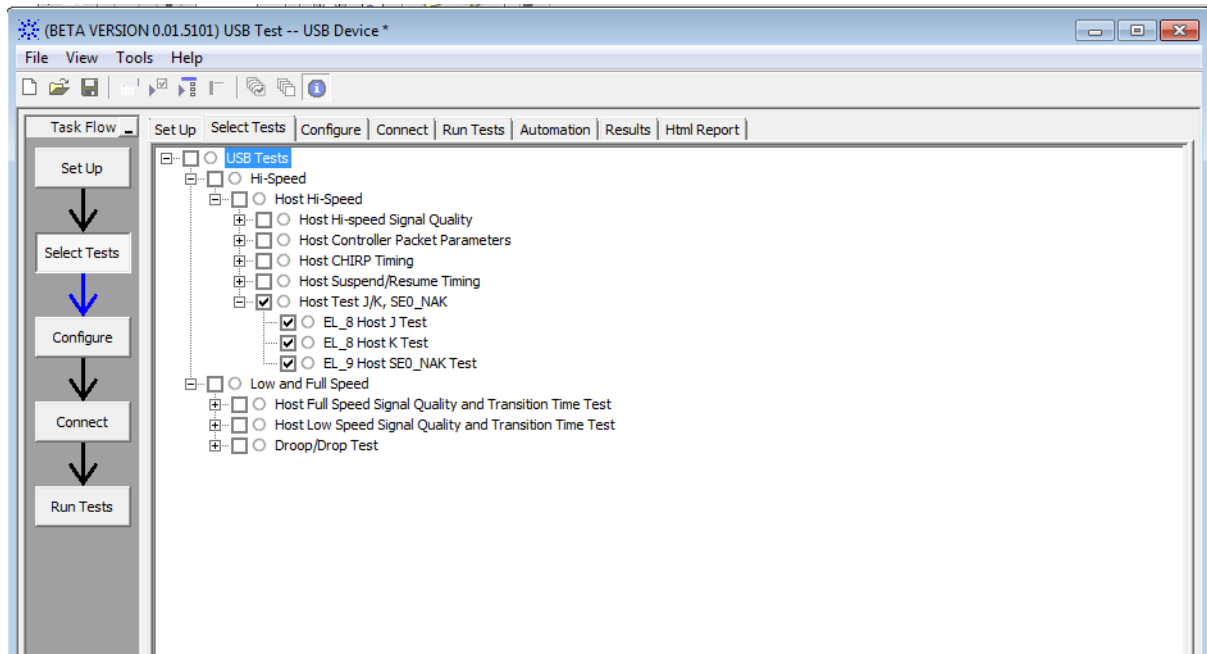 (BETA VERSION 0.01.5101) USB Test -- USB Device *
File View Tools Help
Task Flow
Set Up
Select Tests
Configure
Connect
Run Tests
Set Up Select Tests Configure Connect Run Tests Automation Results Html Report
USB Tests
Hi-Speed
Host Hi-Speed
Host Hi-speed Signal Quality
Host Controller Packet Parameters
Host CHIRP Timing
Host Suspend/Resume Timing
Host Test J/K, SE0_NAK
EL_8 Host J Test
EL_8 Host K Test
EL_9 Host SE0_NAK Test
Low and Full Speed
Host Full Speed Signal Quality and Transition Time Test
Host Low Speed Signal Quality and Transition Time Test
Droop/Drop Test